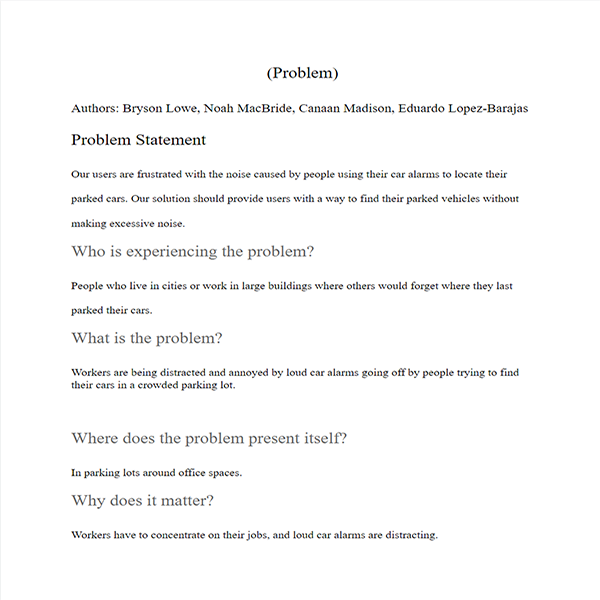 (Problem)
Authors: Bryson Lowe, Noah MacBride, Canaan Madison, Eduardo Lopez-Barajas
Problem Statement
Our users are frustrated with the noise caused by people using their car alarms to locate their
parked cars. Our solution should provide users with a way to find their parked vehicles without
making excessive noise.
Who is experiencing the problem?
People who live in cities or work in large buildings where others would forget where they last
parked their cars.
What is the problem?
Workers are being distracted and annoyed by loud car alarms going off by people trying to find
their cars in a crowded parking lot.
Where does the problem present itself?
In parking lots around office spaces.
Why does it matter?
Workers have to concentrate on their jobs, and loud car alarms are distracting.